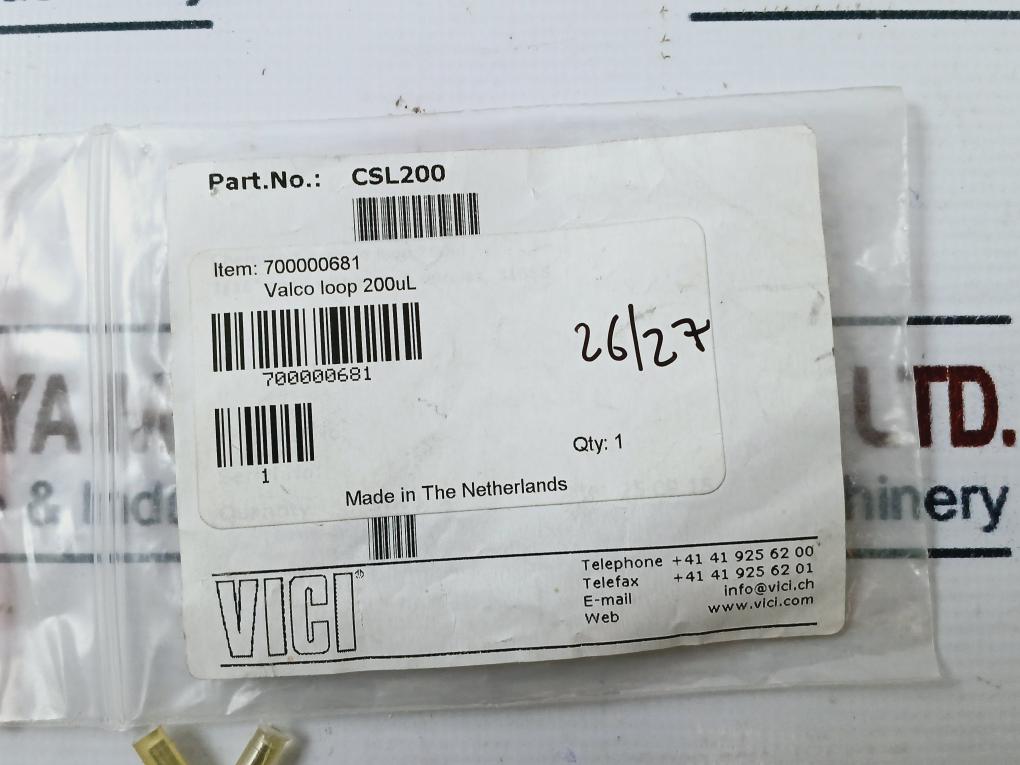 Part.No.: CSL200
Item: 700000681
Valco loop 200uL
700000681
26/27
1
Qty: 1
Made in The Netherlands
VICI®
Telephone +41 41 925 62 00
Telefax +41 41 925 62 01
E-mail info@vici.ch
Web www.vici.com
YA
LTD.
&
hinery